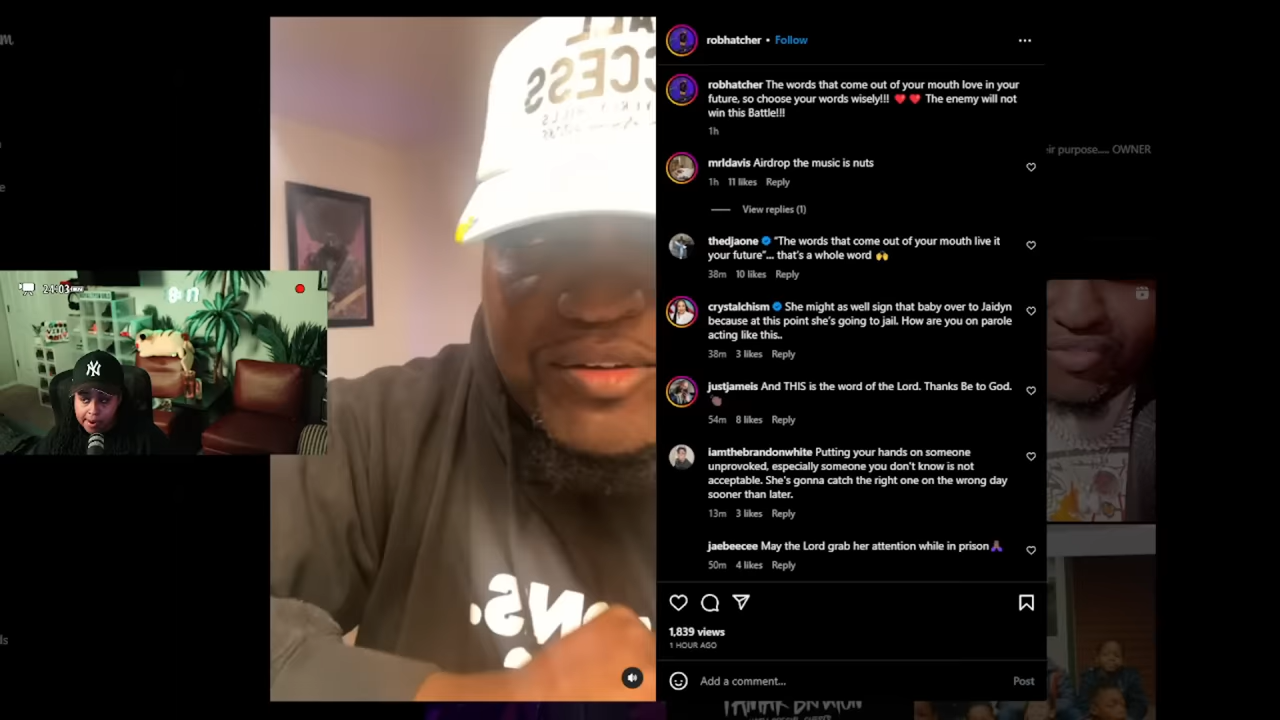 robhatcher • Follow
robhatcher The words that come out of your mouth love in your
future, so choose your words wisely!!! ❤️ ❤️ The enemy will not
win this Battle!!!
1h
mrldavis Airdrop the music is nuts
1h 11 likes Reply
View replies (1)
thedjaone "The words that come out of your mouth live it
your future"... that's a whole word 🙌
38m 10 likes Reply
crystalchism She might as well sign that baby over to Jaidyn
because at this point she's going to jail. How are you on parole
acting like this..
38m 3 likes Reply
justjameis And THIS is the word of the Lord. Thanks Be to God.
54m 8 likes Reply
iamthebrandonwhite Putting your hands on someone
unprovoked, especially someone you don't know is not
acceptable. She's gonna catch the right one on the wrong day
sooner than later.
13m 3 likes Reply
jaebeecee May the Lord grab her attention while in prison🙏🏾
50m 4 likes Reply
1,839 views
1 HOUR AGO
Add a comment... Post
eir purpose.... OWNER
24:03
CCESS
NY